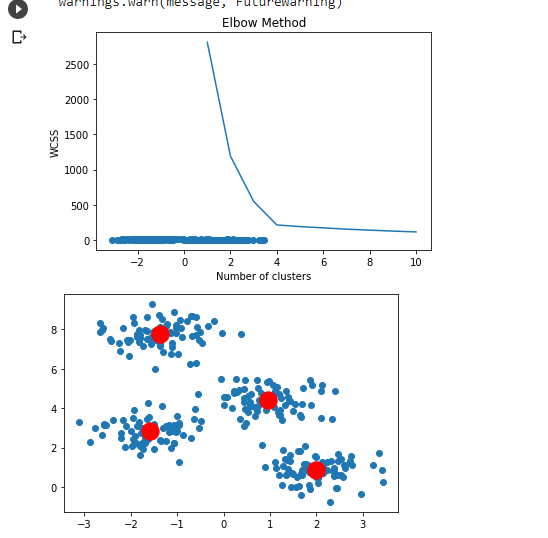 warnings.warn(message, FutureWarning)
Elbow Method
2500
2000
1500
1000
500
0
WCSS
−2 0 2 4 6 8 10
Number of clusters
8
6
4
2
0
−3 −2 −1 0 1 2 3